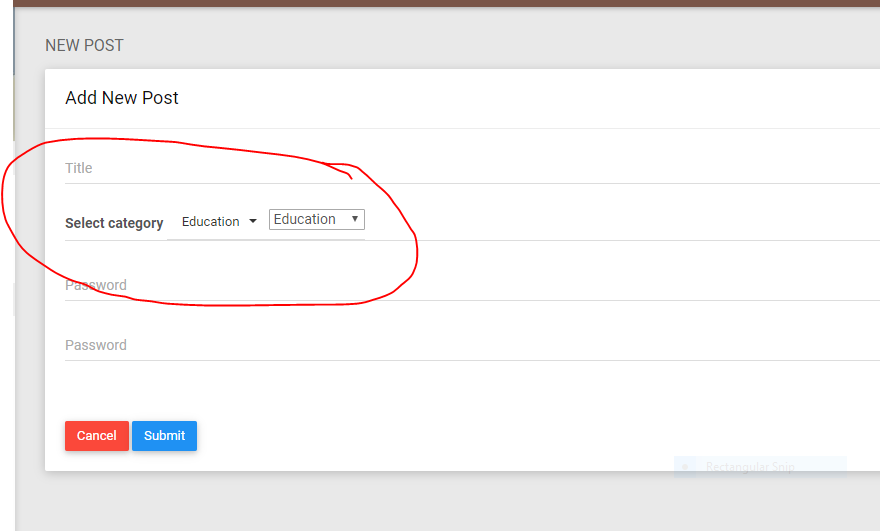 NEW POST
Add New Post
Title
Select category Education Education
Password
Password
Cancel Submit
Rectangular Snip